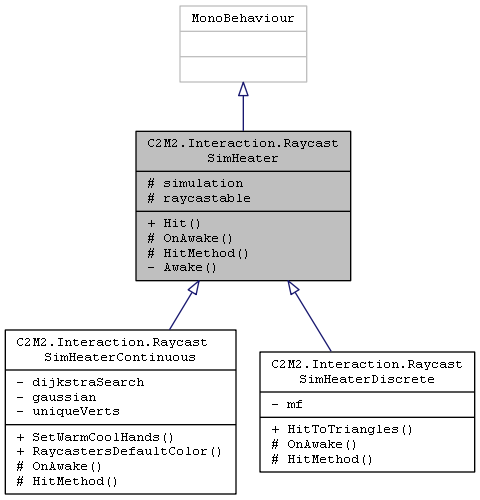 MonoBehaviour
C2M2.Interaction.Raycast
SimHeater
# simulation
# raycastable
+ Hit()
# OnAwake()
# HitMethod()
- Awake()
C2M2.Interaction.Raycast
SimHeaterContinuous
- dijkstraSearch
- gaussian
- uniqueVerts
+ SetWarmCoolHands()
+ RaycastersDefaultColor()
# OnAwake()
# HitMethod()
C2M2.Interaction.Raycast
SimHeaterDiscrete
- mf
+ HitToTriangles()
# OnAwake()
# HitMethod()